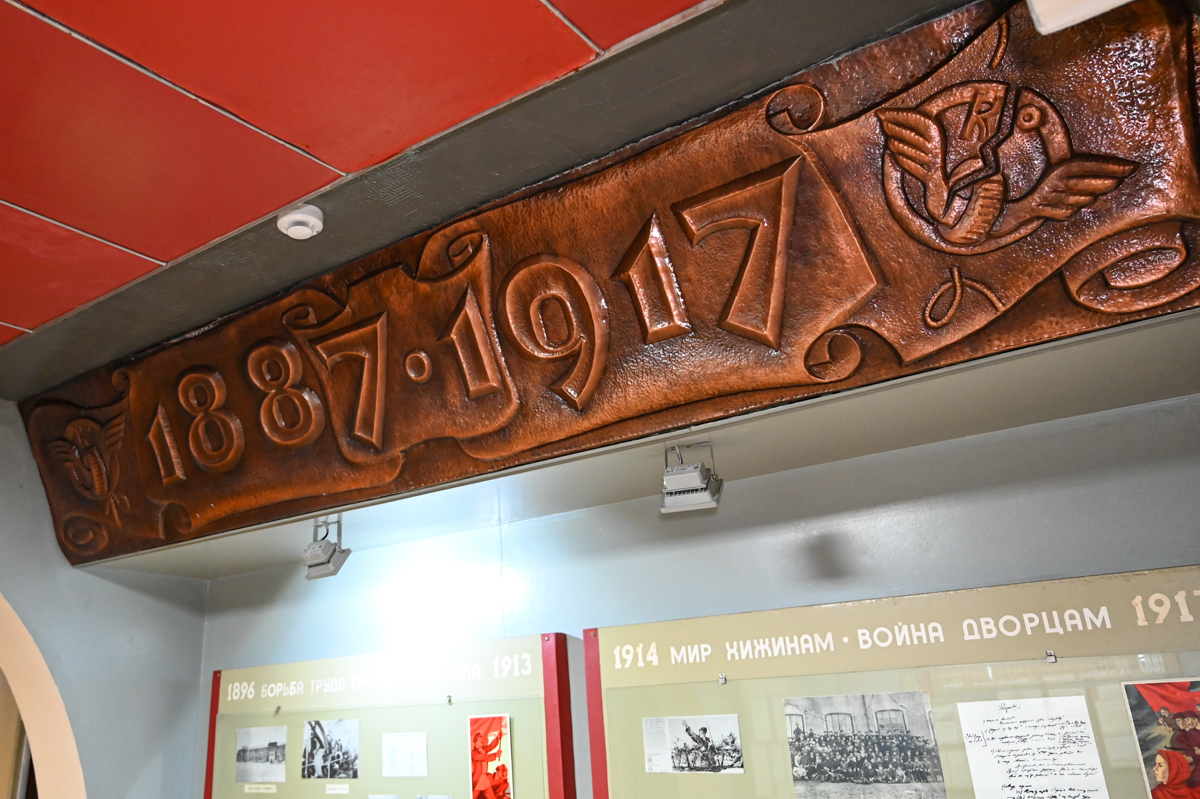 1887·1917
1896 БОРЬБА ТРУДА 1913
1914 МИР ХИЖИНАМ · ВОЙНА ДВОРЦАМ 1917